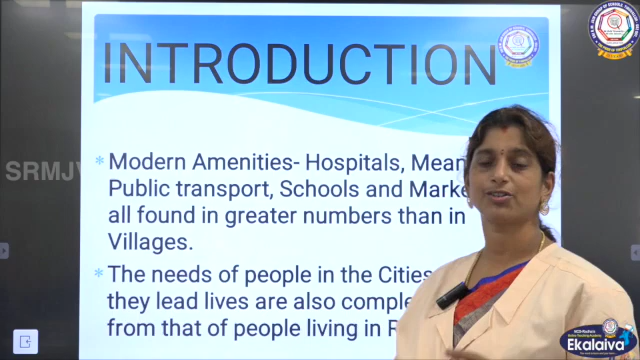 INTRODUCTION
* Modern Amenities- Hospitals, Mean
Public transport, Schools and Marke
all found in greater numbers than in
Villages.
* The needs of people in the Cities
they lead lives are also comple
from that of people living in R
SRMJV
Ekalaiva